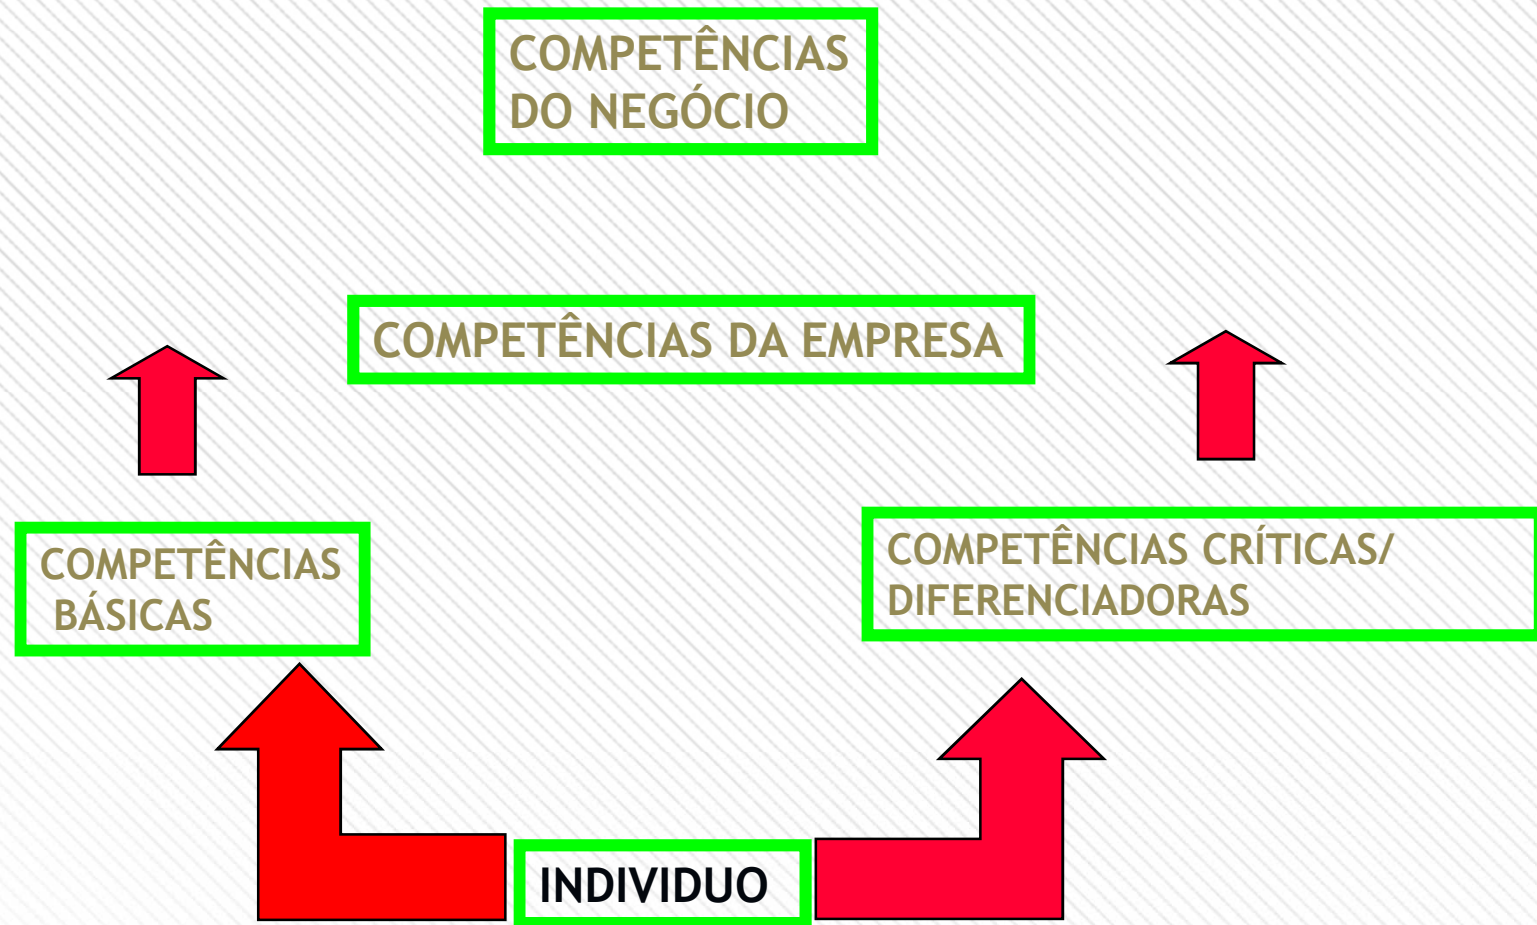 COMPETÊNCIAS
DO NEGÓCIO
COMPETÊNCIAS DA EMPRESA
COMPETÊNCIAS
BÁSICAS
COMPETÊNCIAS CRÍTICAS/
DIFERENCIADORAS
INDIVIDUO